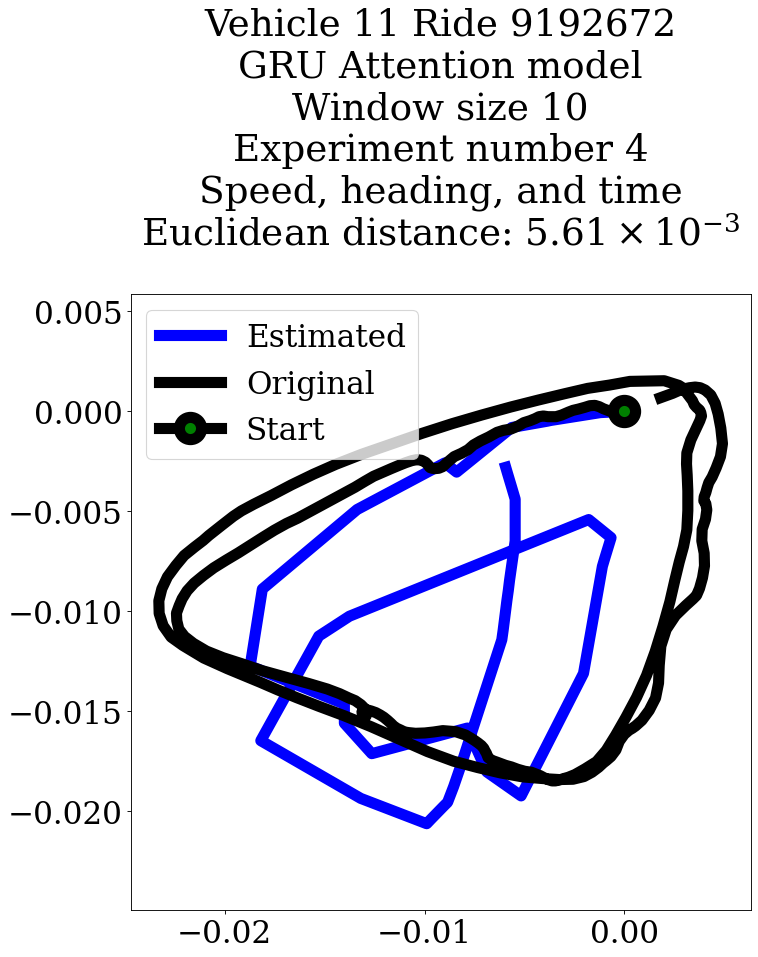 Vehicle 11 Ride 9192672
GRU Attention model
Window size 10
Experiment number 4
Speed, heading, and time
Euclidean distance: 5.61 × 10⁻³
Estimated
Original
Start
0.005
0.000
−0.005
−0.010
−0.015
−0.020
−0.02 −0.01 0.00